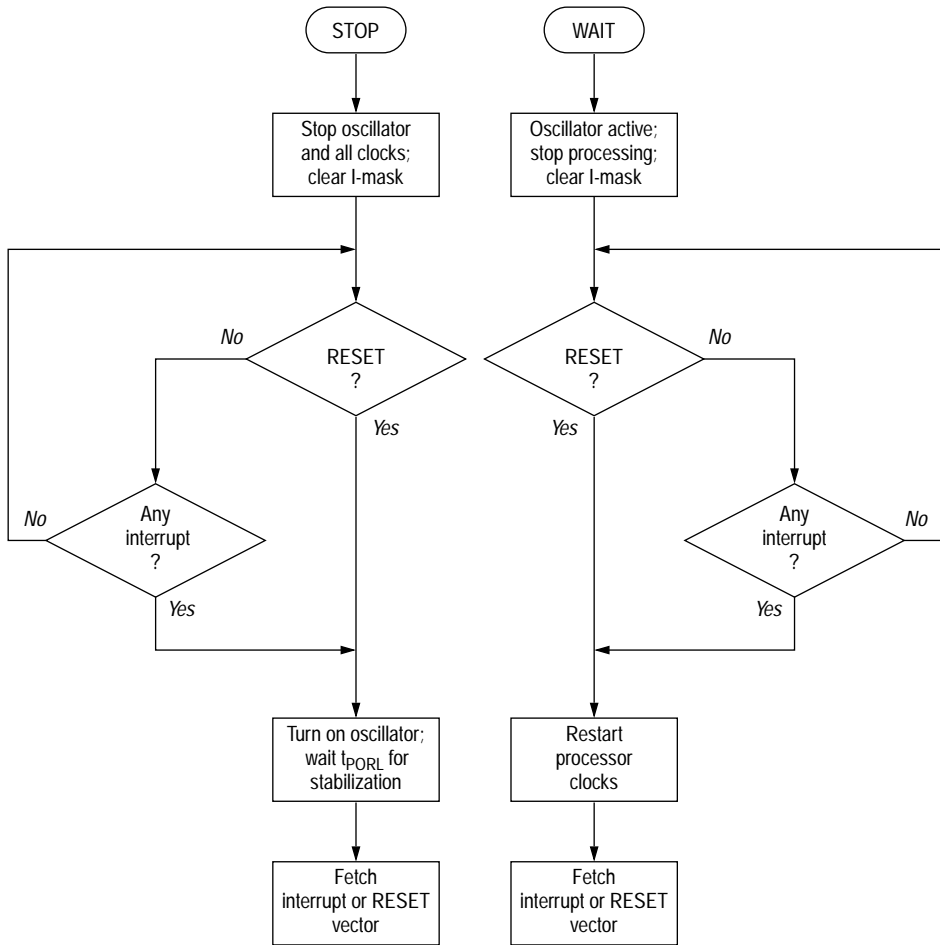 STOP
Stop oscillator
and all clocks;
clear I-mask
RESET
?
No
Yes
Any
interrupt
?
No
Yes
Turn on oscillator;
wait tPORL for
stabilization
Fetch
interrupt or RESET
vector
WAIT
Oscillator active;
stop processing;
clear I-mask
RESET
?
No
Yes
Any
interrupt
?
No
Yes
Restart
processor
clocks
Fetch
interrupt or RESET
vector